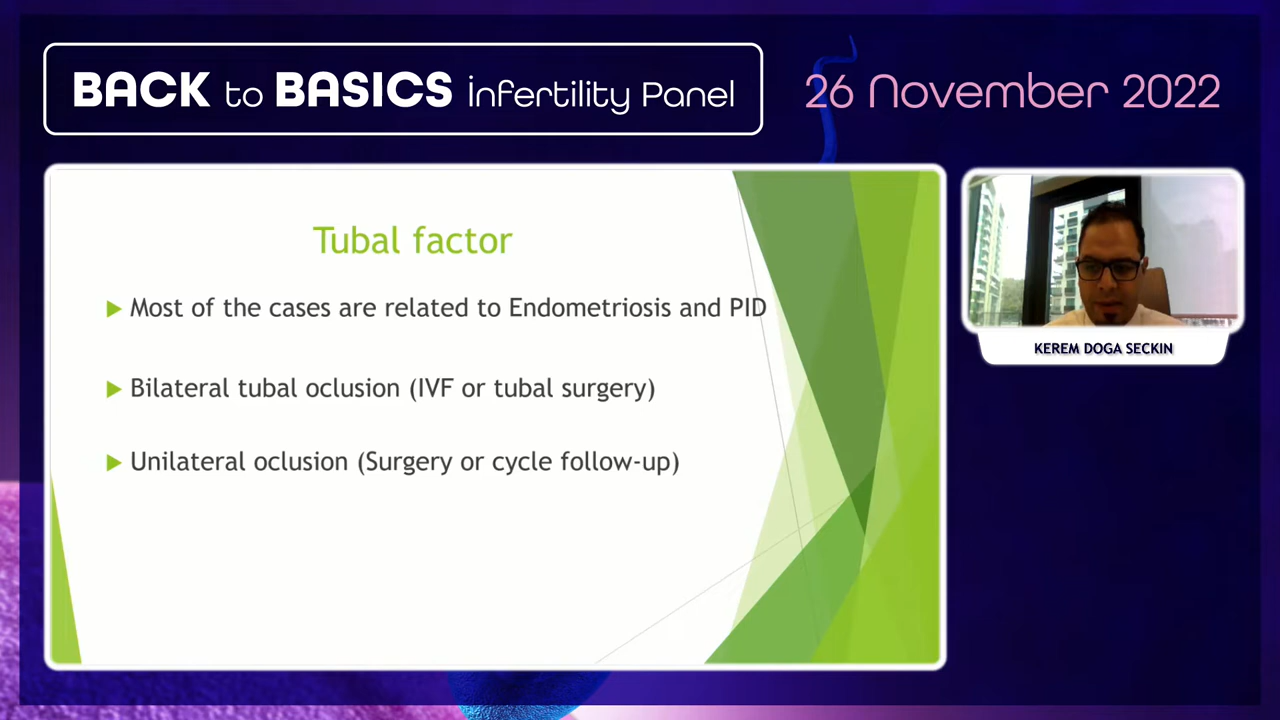 BACK to BASICS infertility Panel
26 November 2022
Tubal factor
Most of the cases are related to Endometriosis and PID
Bilateral tubal oclusion (IVF or tubal surgery)
Unilateral oclusion (Surgery or cycle follow-up)
KEREM DOGA SECKIN